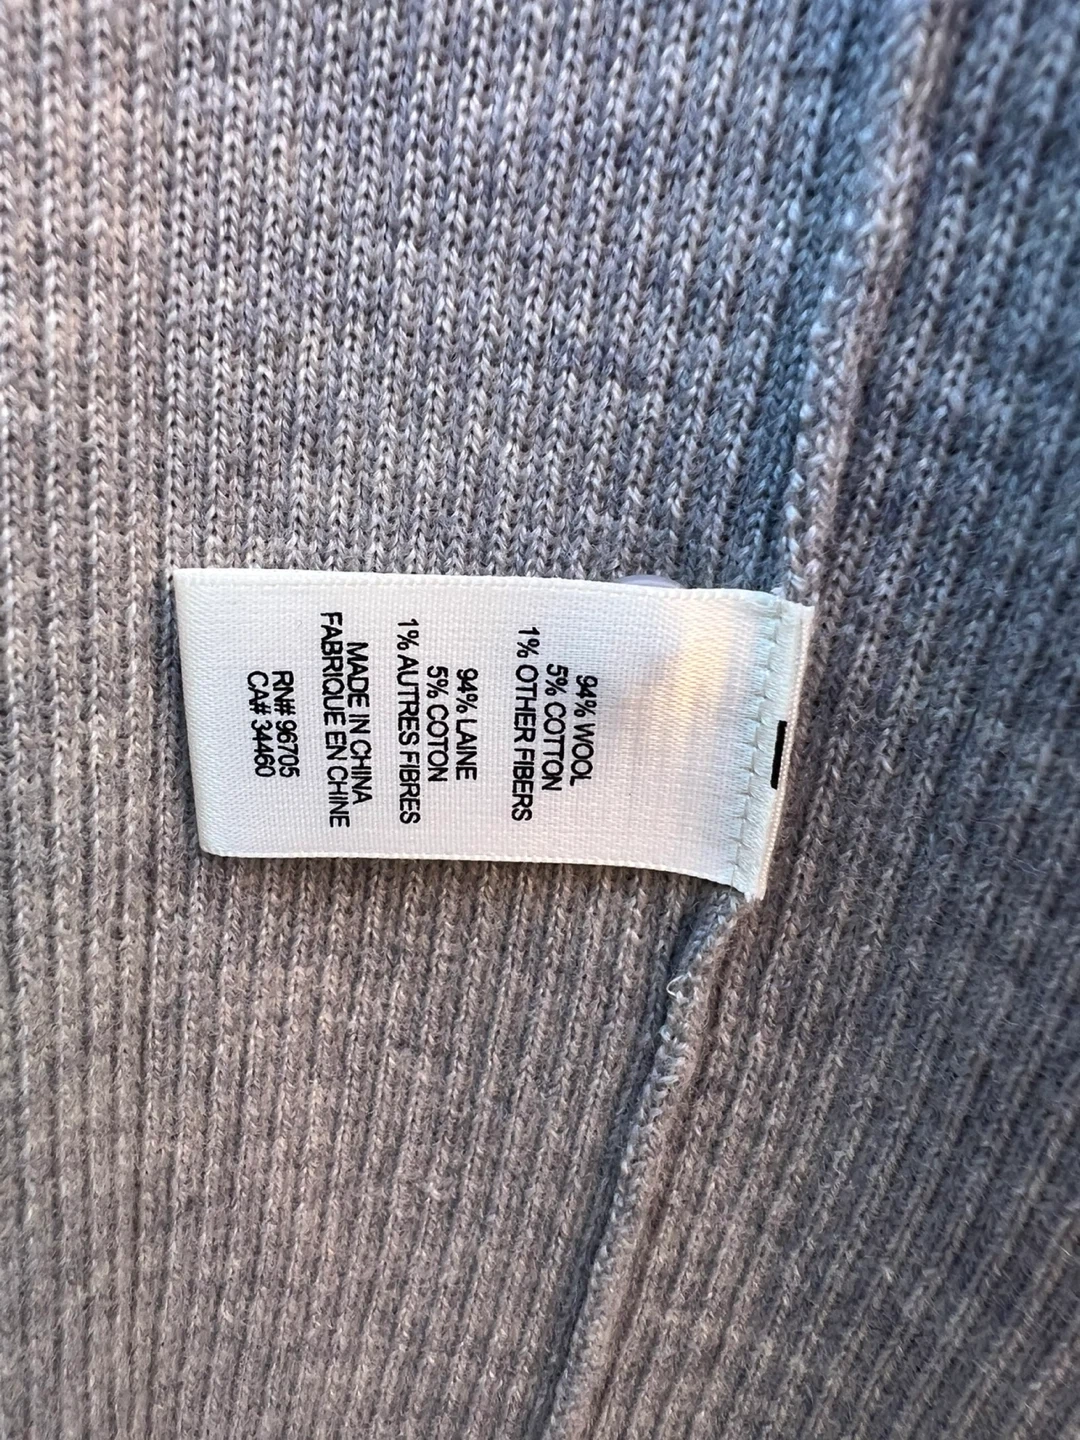 94% WOOL
5% COTTON
1% OTHER FIBERS
94% LAINE
5% COTON
1% AUTRES FIBRES
MADE IN CHINA
FABRIQUE EN CHINE
RN# 96705
CA# 34460